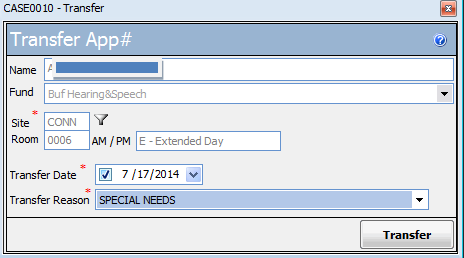 CASE0010 - Transfer
Transfer App#
Name
Fund Buf Hearing&Speech
Site* CONN
Room 0006 AM / PM E - Extended Day
Transfer Date* 7 /17/2014
Transfer Reason* SPECIAL NEEDS
Transfer